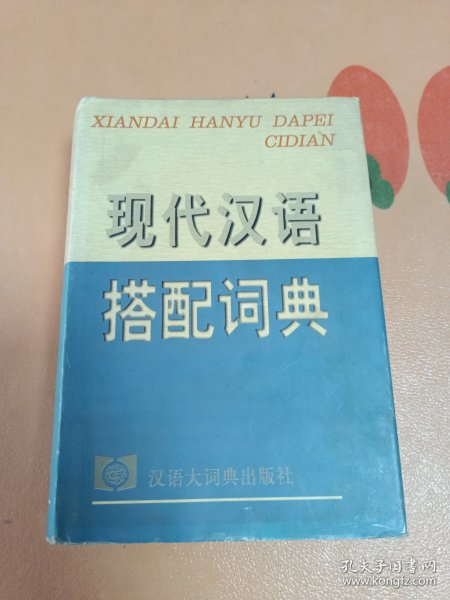 XIANDAI HANYU DAPEI
CIDIAN
现代汉语
搭配词典
汉语大词典出版社
孔夫子旧书网
www.kongfz.com